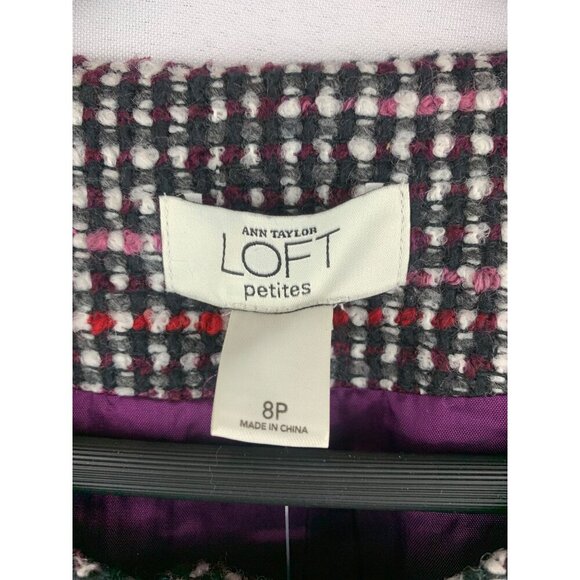 ANN TAYLOR
LOFT
petites
8P
MADE IN CHINA